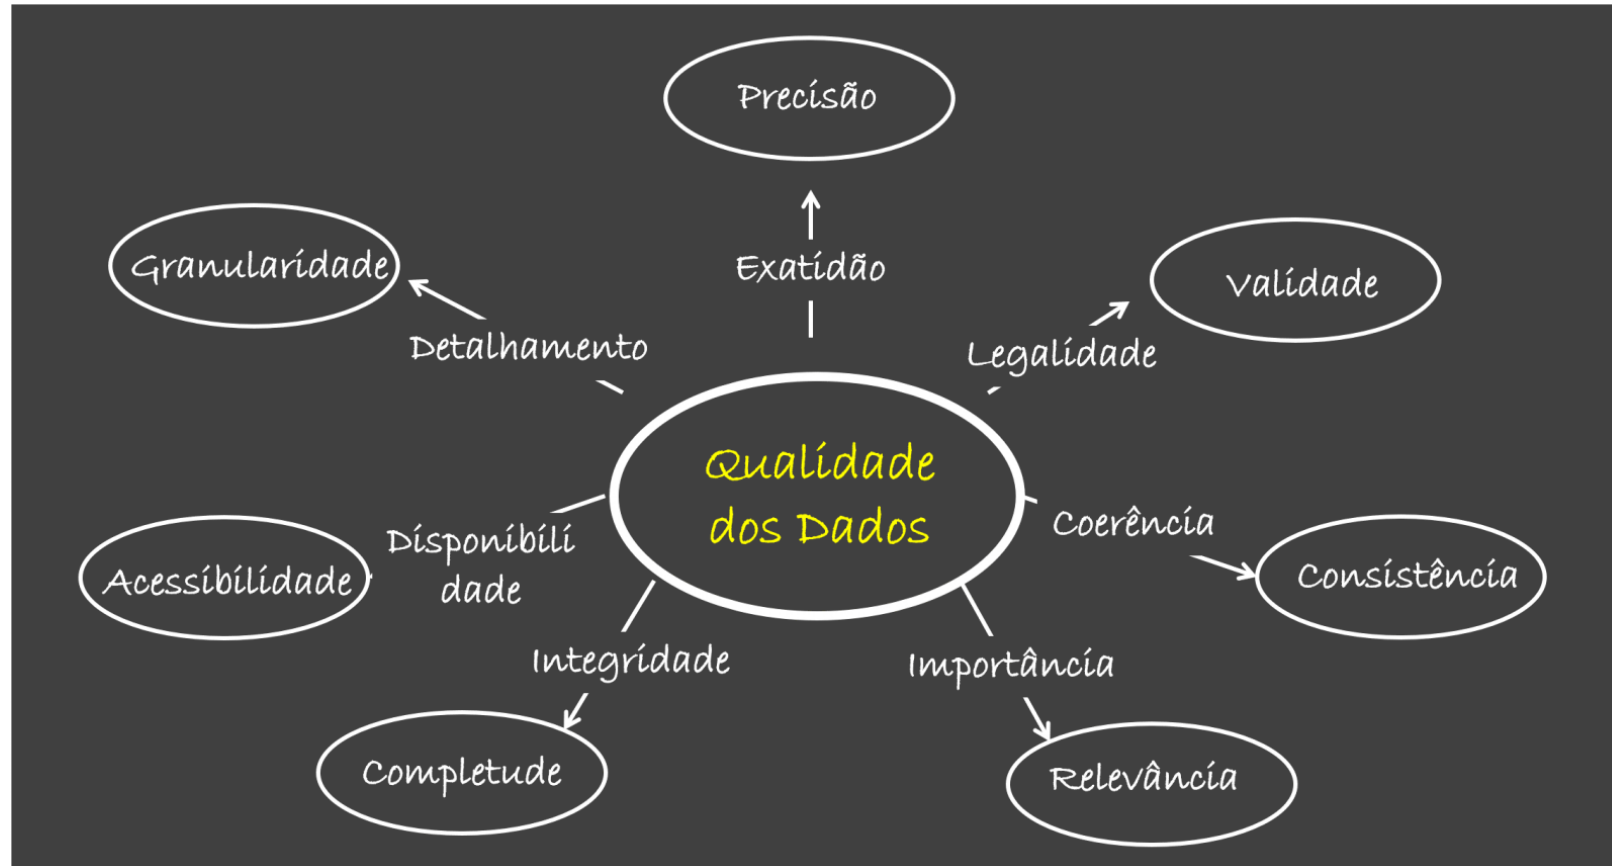 Precisão
Exatidão
Granularidade
Validade
Detalhamento
Legalidade
Qualidade
dos Dados
Disponibili
dade
Coerência
Acessibilidade
Consistência
Integridade
Importância
Completude
Relevância